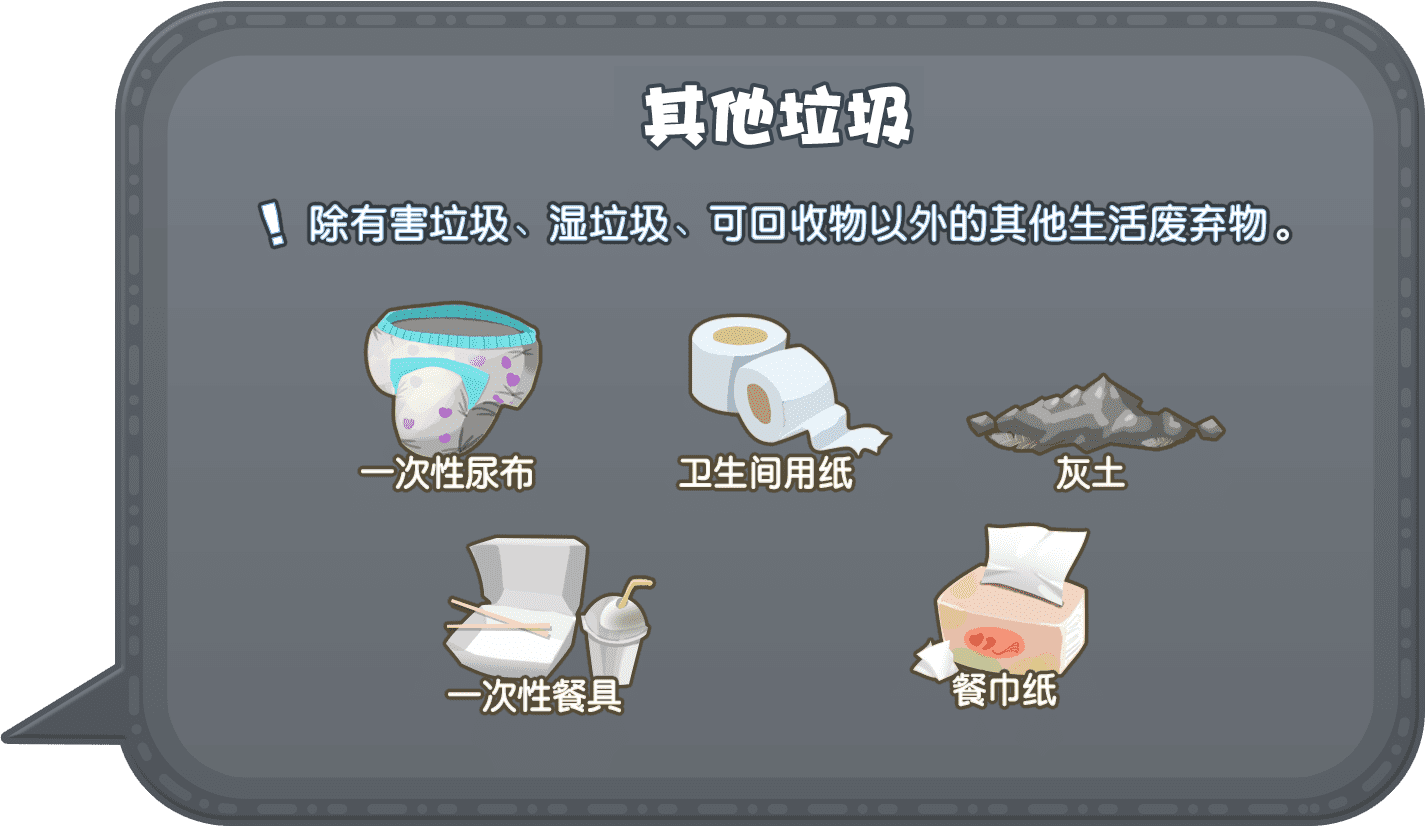 其他垃圾
！除有害垃圾、湿垃圾、可回收物以外的其他生活废弃物。
一次性尿布
卫生间用纸
灰土
一次性餐具
餐巾纸